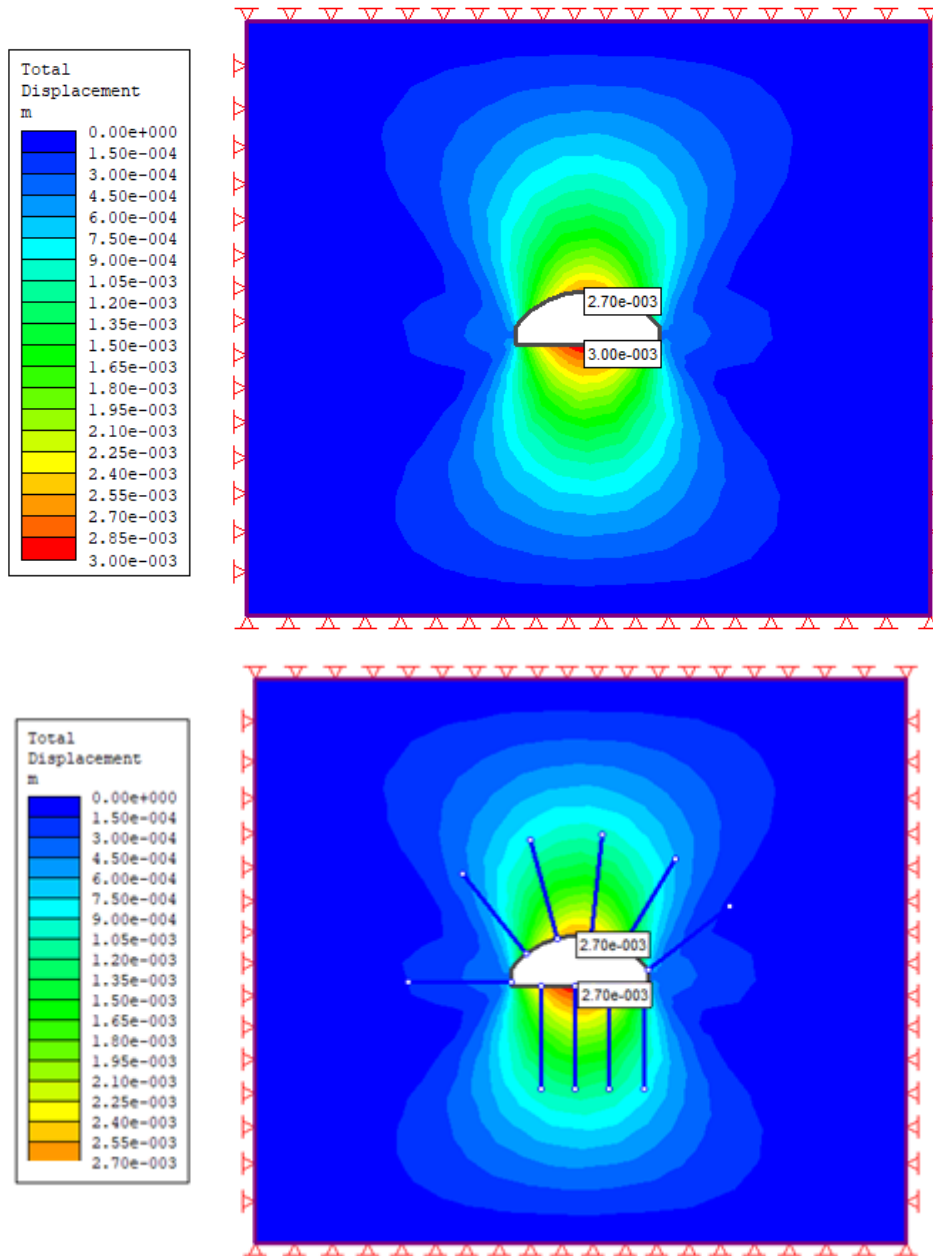 Total
Displacement
m
0.00e+000
1.50e-004
3.00e-004
4.50e-004
6.00e-004
7.50e-004
9.00e-004
1.05e-003
1.20e-003
1.35e-003
1.50e-003
1.65e-003
1.80e-003
1.95e-003
2.10e-003
2.25e-003
2.40e-003
2.55e-003
2.70e-003
2.85e-003
3.00e-003
2.70e-003
3.00e-003
Total
Displacement
m
0.00e+000
1.50e-004
3.00e-004
4.50e-004
6.00e-004
7.50e-004
9.00e-004
1.05e-003
1.20e-003
1.35e-003
1.50e-003
1.65e-003
1.80e-003
1.95e-003
2.10e-003
2.25e-003
2.40e-003
2.55e-003
2.70e-003
2.70e-003
2.70e-003